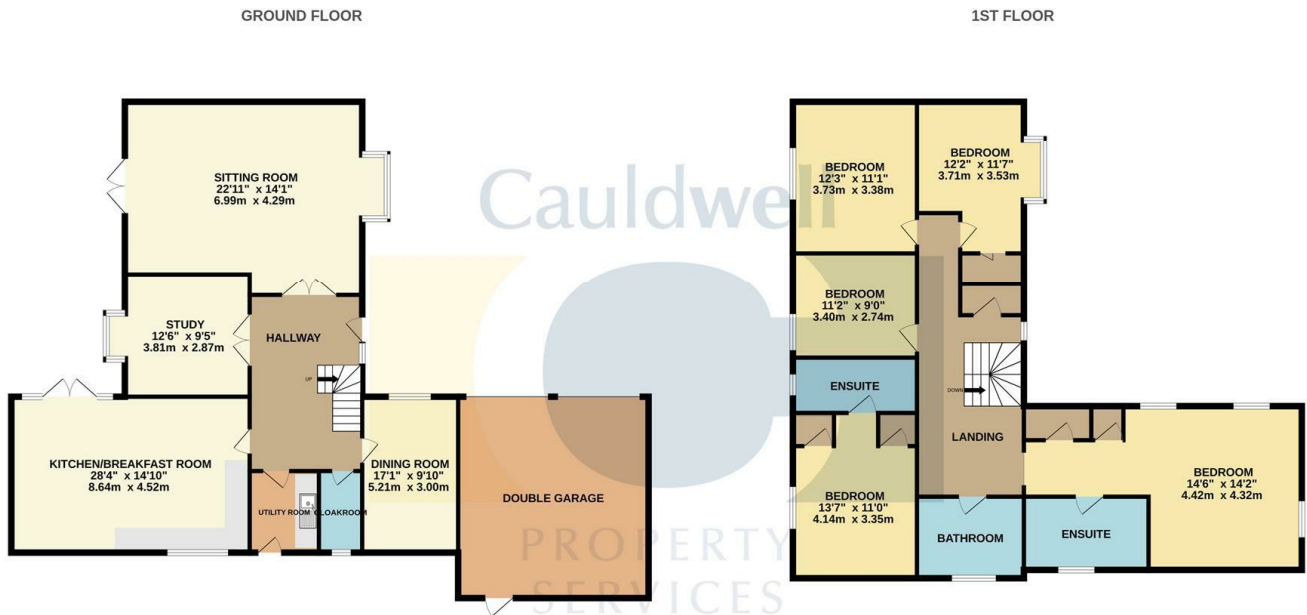 GROUND FLOOR
1ST FLOOR
SITTING ROOM
22'11" x 14'1"
6.99m x 4.29m
STUDY
12'6" x 9'5"
3.81m x 2.87m
HALLWAY
UP
KITCHEN/BREAKFAST ROOM
28'4" x 14'10"
8.64m x 4.52m
UTILITY ROOM
CLOAKROOM
DINING ROOM
17'1" x 9'10"
5.21m x 3.00m
DOUBLE GARAGE
BEDROOM
12'3" x 11'1"
3.73m x 3.38m
BEDROOM
12'2" x 11'7"
3.71m x 3.53m
BEDROOM
11'2" x 9'0"
3.40m x 2.74m
ENSUITE
DOWN
LANDING
BEDROOM
13'7" x 11'0"
4.14m x 3.35m
BATHROOM
ENSUITE
BEDROOM
14'6" x 14'2"
4.42m x 4.32m
Cauldwell
PROPERTY
SERVICES